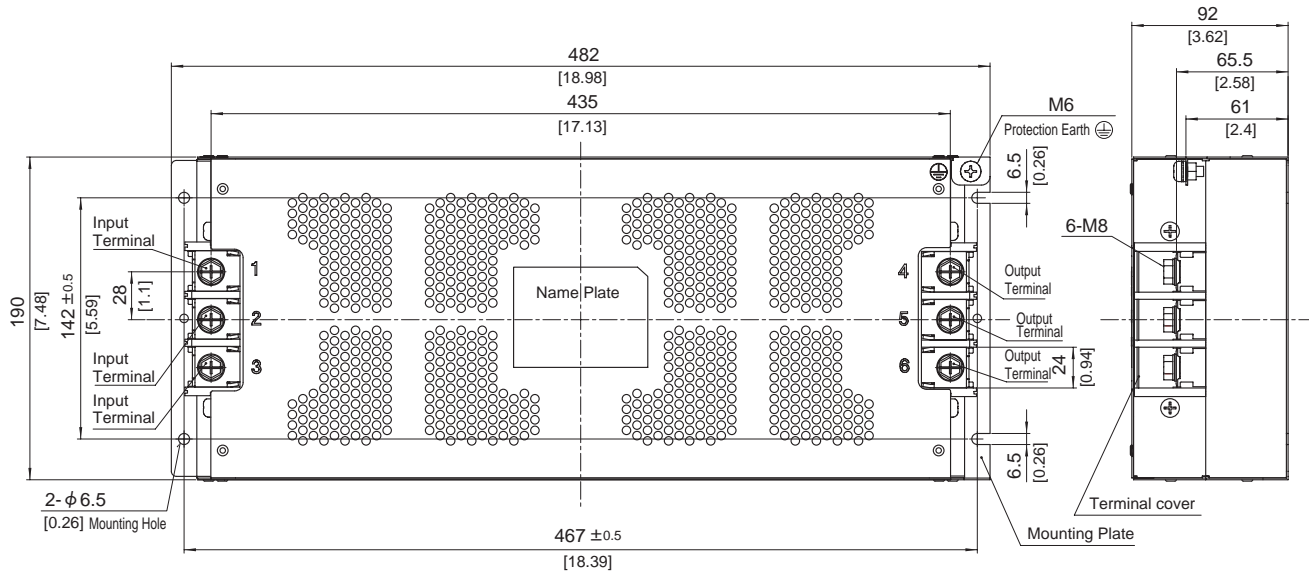 482
[18.98]
435
[17.13]
M6
Protection Earth
6.5
[0.26]
Input
Terminal
1
2
3
28
[1.1]
142 ±0.5
[5.59]
190
[7.48]
Input
Terminal
Input
Terminal
Name Plate
4
5
6
Output
Terminal
Output
Terminal
Output
Terminal
24
[0.94]
6.5
[0.26]
2-ϕ6.5
[0.26] Mounting Hole
467 ±0.5
[18.39]
Mounting Plate
92
[3.62]
65.5
[2.58]
61
[2.4]
6-M8
Terminal cover